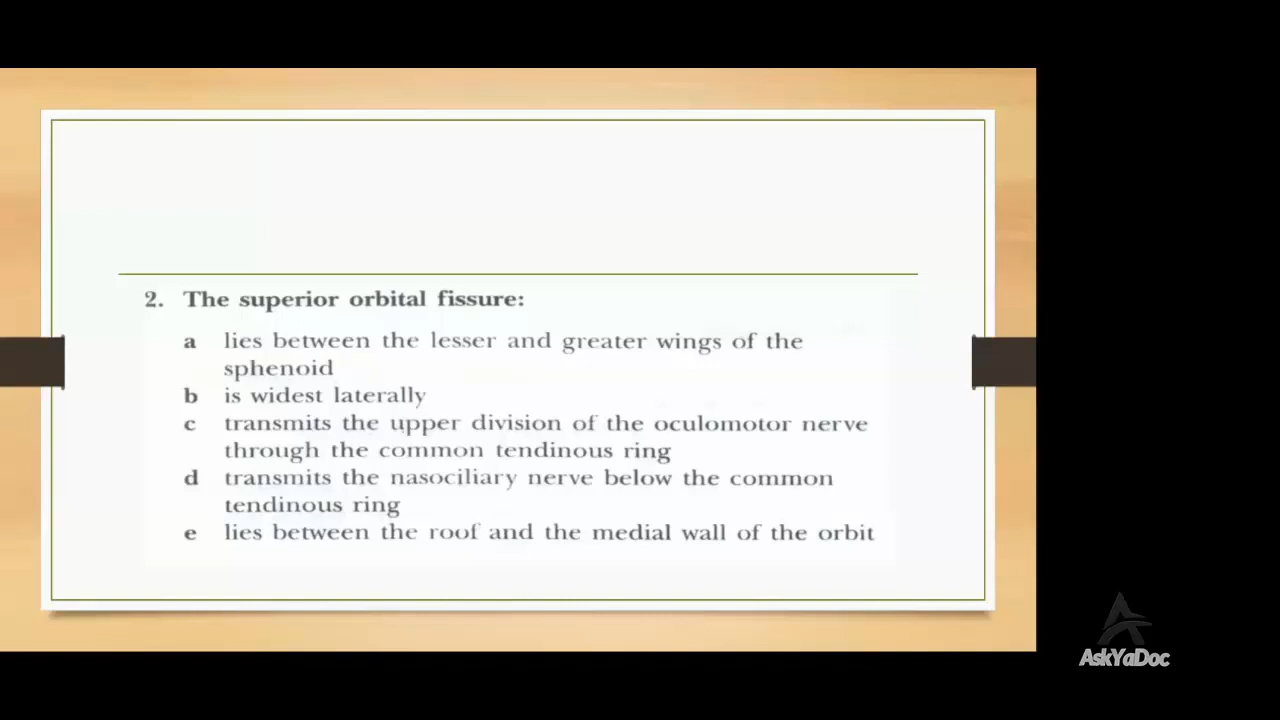 2. The superior orbital fissure:
a lies between the lesser and greater wings of the
sphenoid
b is widest laterally
c transmits the upper division of the oculomotor nerve
through the common tendinous ring
d transmits the nasociliary nerve below the common
tendinous ring
e lies between the roof and the medial wall of the orbit
AskYaDoc